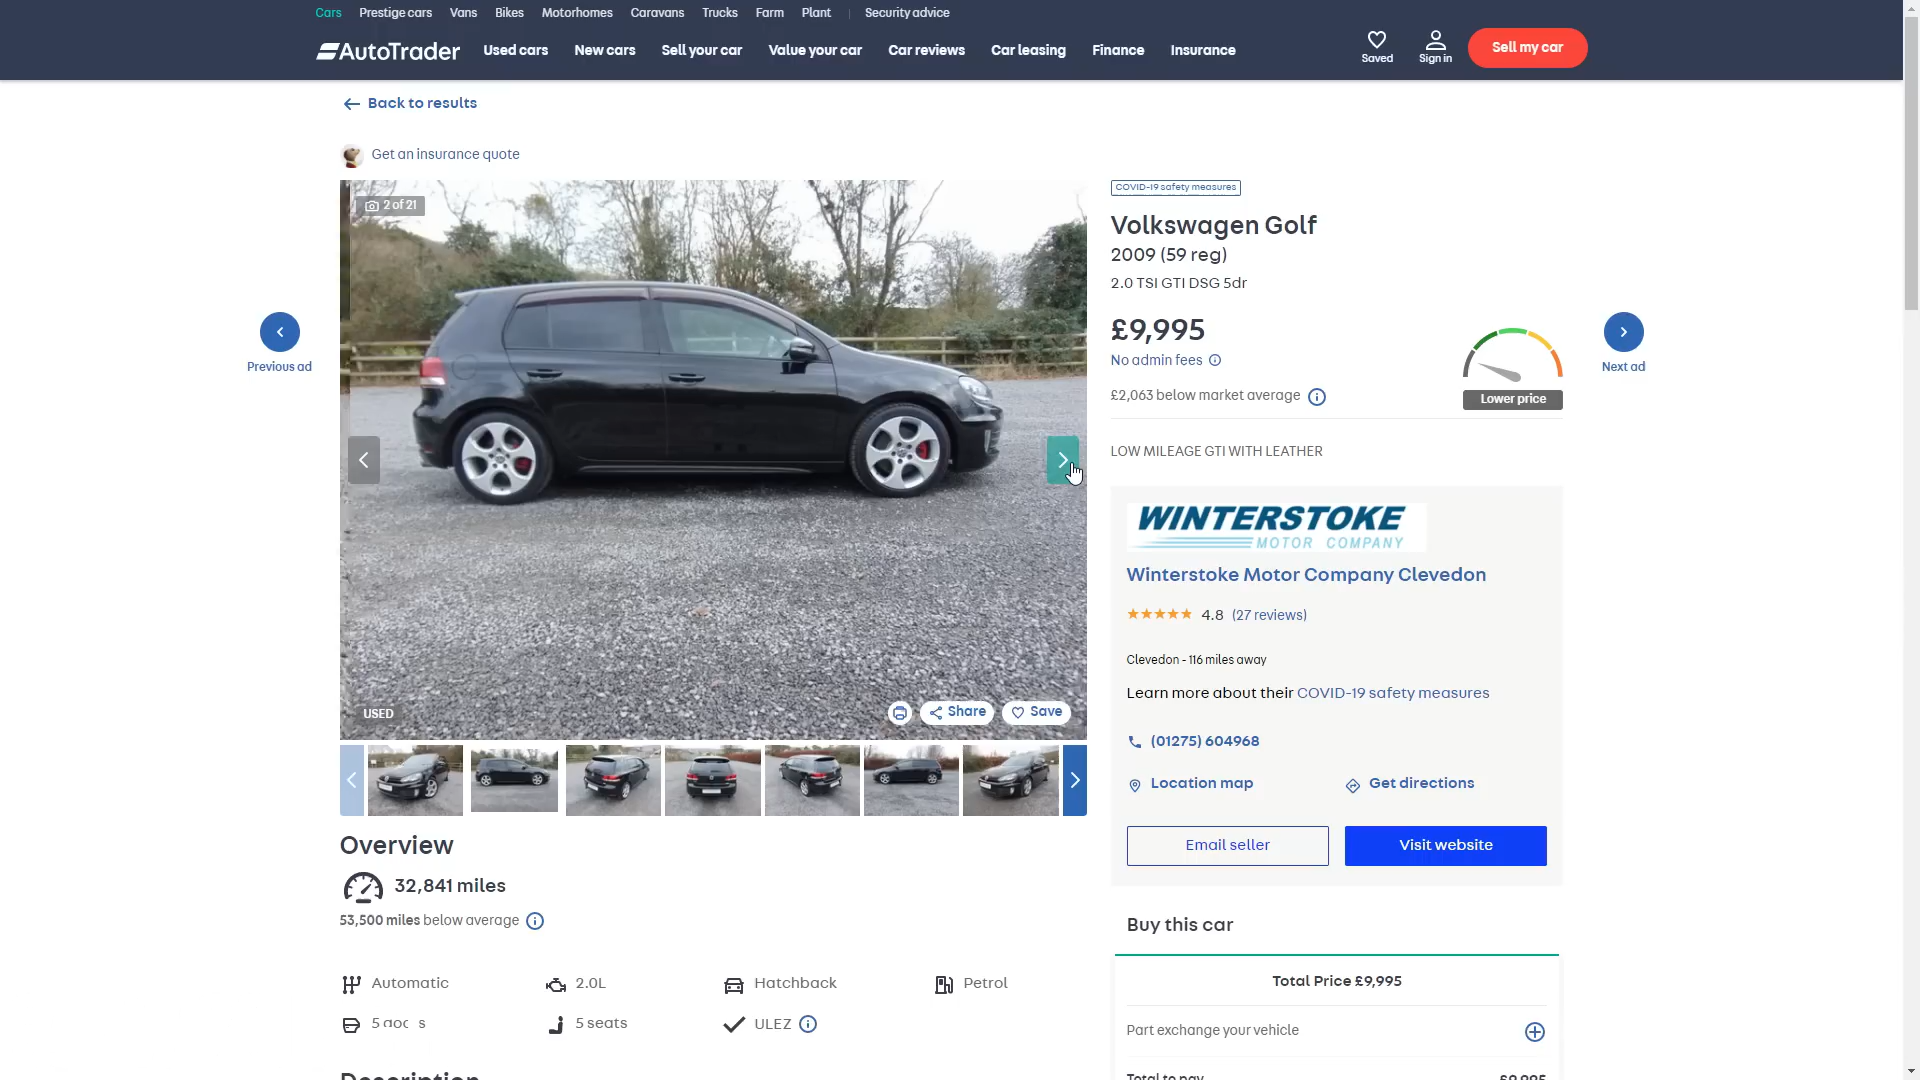 Cars Prestige cars Vans Bikes Motorhomes Caravans Trucks Farm Plant Security advice
AutoTrader Used cars New cars Sell your car Value your car Car reviews Car leasing Finance Insurance
Saved Sign in Sell my car
Back to results
Get an insurance quote
2 of 21
COVID-19 safety measures
Volkswagen Golf
2009 (59 reg)
2.0 TSI GTI DSG 5dr
£9,995
No admin fees
£2,063 below market average
Lower price
Previous ad
Next ad
LOW MILEAGE GTI WITH LEATHER
WINTERSTOKE
MOTOR COMPANY
Winterstoke Motor Company Clevedon
4.8 (27 reviews)
Clevedon - 116 miles away
Learn more about their COVID-19 safety measures
USED Share Save
(01275) 604968
Location map Get directions
Email seller Visit website
Overview
32,841 miles
53,500 miles below average
Automatic 2.0L Hatchback Petrol
5 seats ULEZ
Description
Buy this car
Total Price £9,995
Part exchange your vehicle
Total to pay £9,995